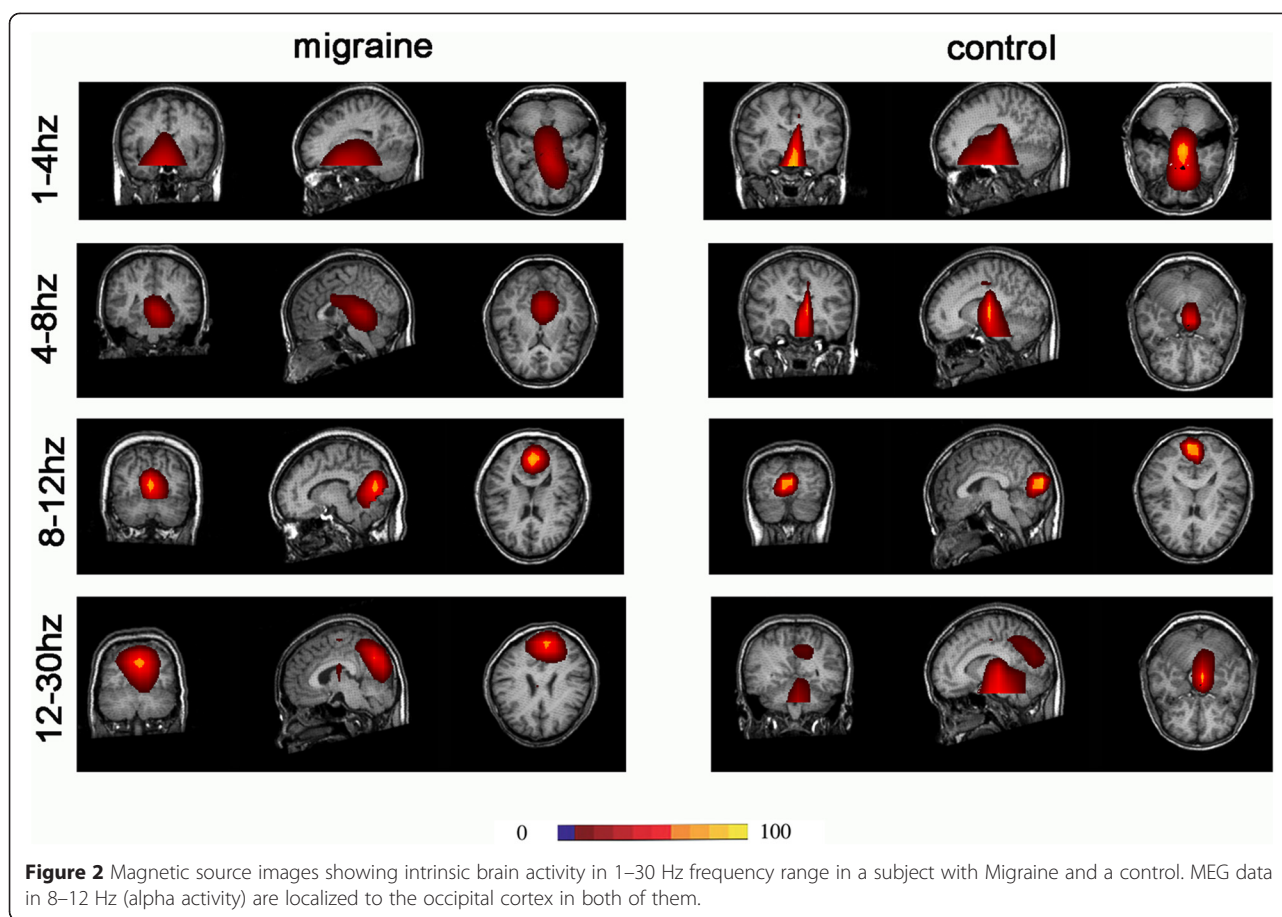 migraine
control
1-4hz
4-8hz
8-12hz
12-30hz
0
100
Figure 2 Magnetic source images showing intrinsic brain activity in 1–30 Hz frequency range in a subject with Migraine and a control. MEG data
in 8–12 Hz (alpha activity) are localized to the occipital cortex in both of them.